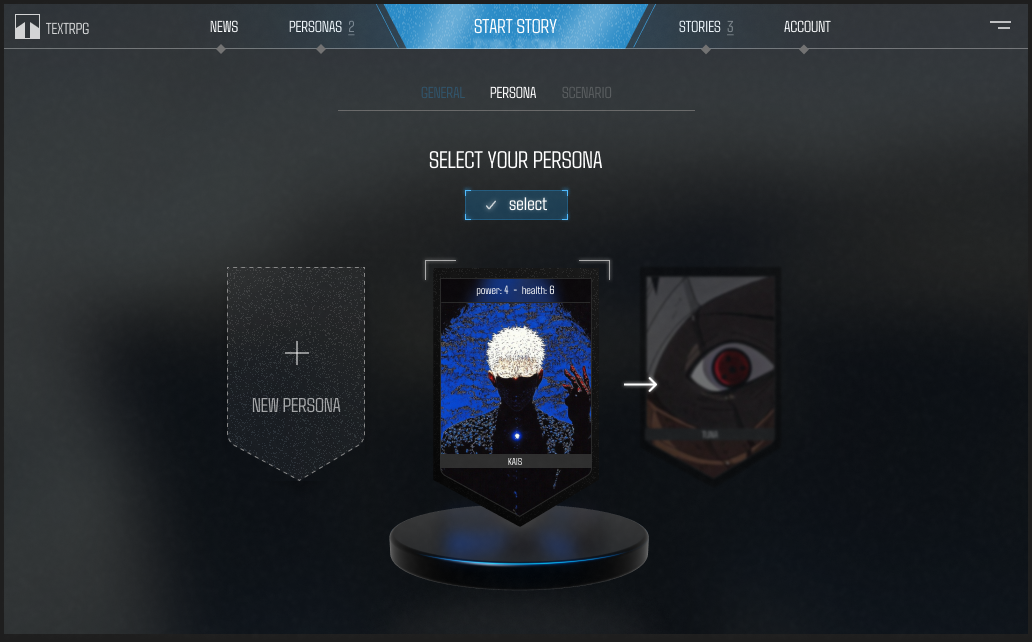 TEXTRPG
NEWS
PERSONAS 2
START STORY
STORIES 3
ACCOUNT
GENERAL
PERSONA
SCENARIO
SELECT YOUR PERSONA
select
NEW PERSONA
power: 4 - health: 6
KAIS